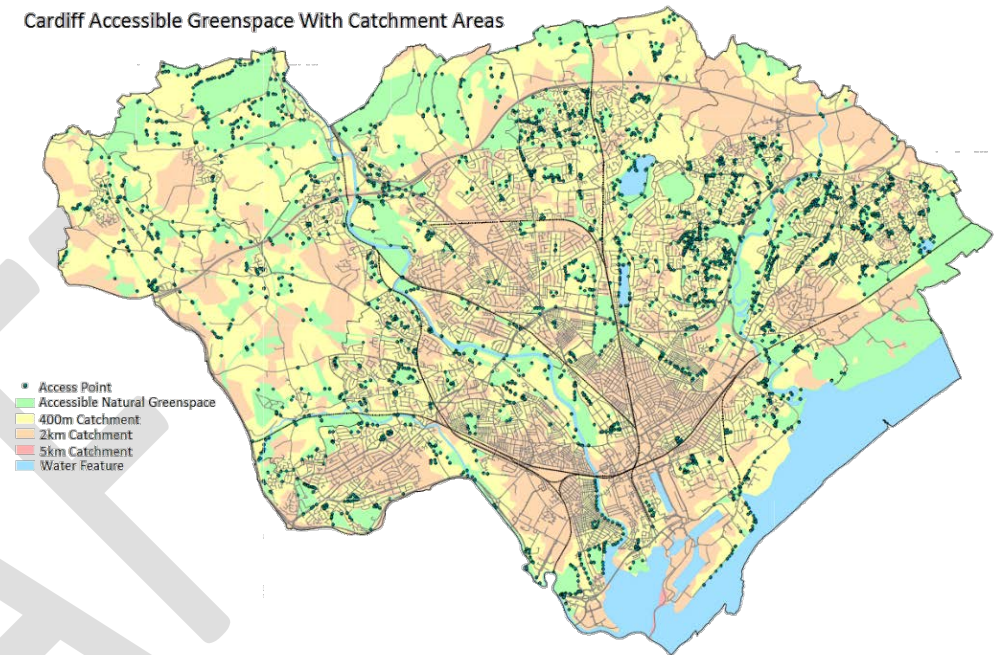 Cardiff Accessible Greenspace With Catchment Areas
Access Point
Accessible Natural Greenspace
400m Catchment
2km Catchment
5km Catchment
Water Feature